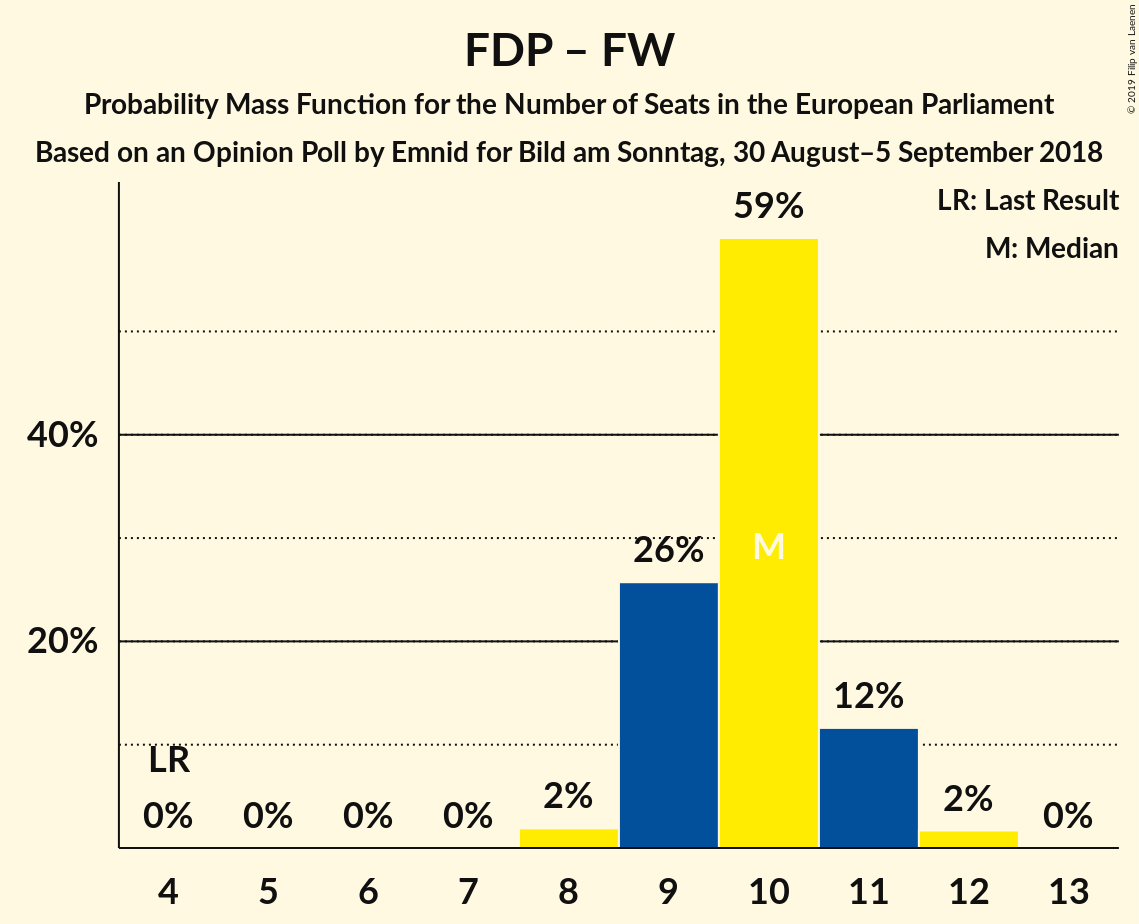 FDP – FW
Probability Mass Function for the Number of Seats in the European Parliament
Based on an Opinion Poll by Emnid for Bild am Sonntag, 30 August–5 September 2018
© 2019 Filip van Laenen
LR: Last Result
M: Median
59%
40%
26%
M
20%
12%
LR
0%
0%
0%
0%
2%
2%
0%
4 5 6 7 8 9 10 11 12 13